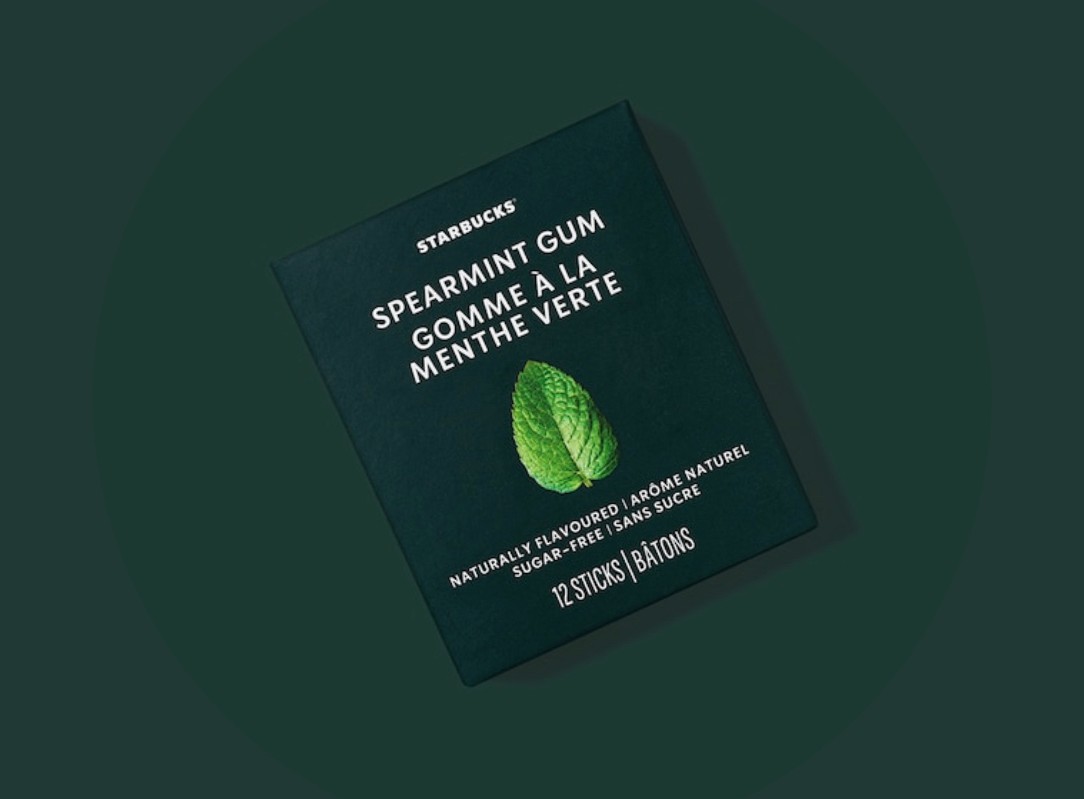 STARBUCKS
SPEARMINT GUM
GOMME À LA
MENTHE VERTE
NATURALLY FLAVOURED | ARÔME NATUREL
SUGAR-FREE | SANS SUCRE
12 STICKS | BÂTONS